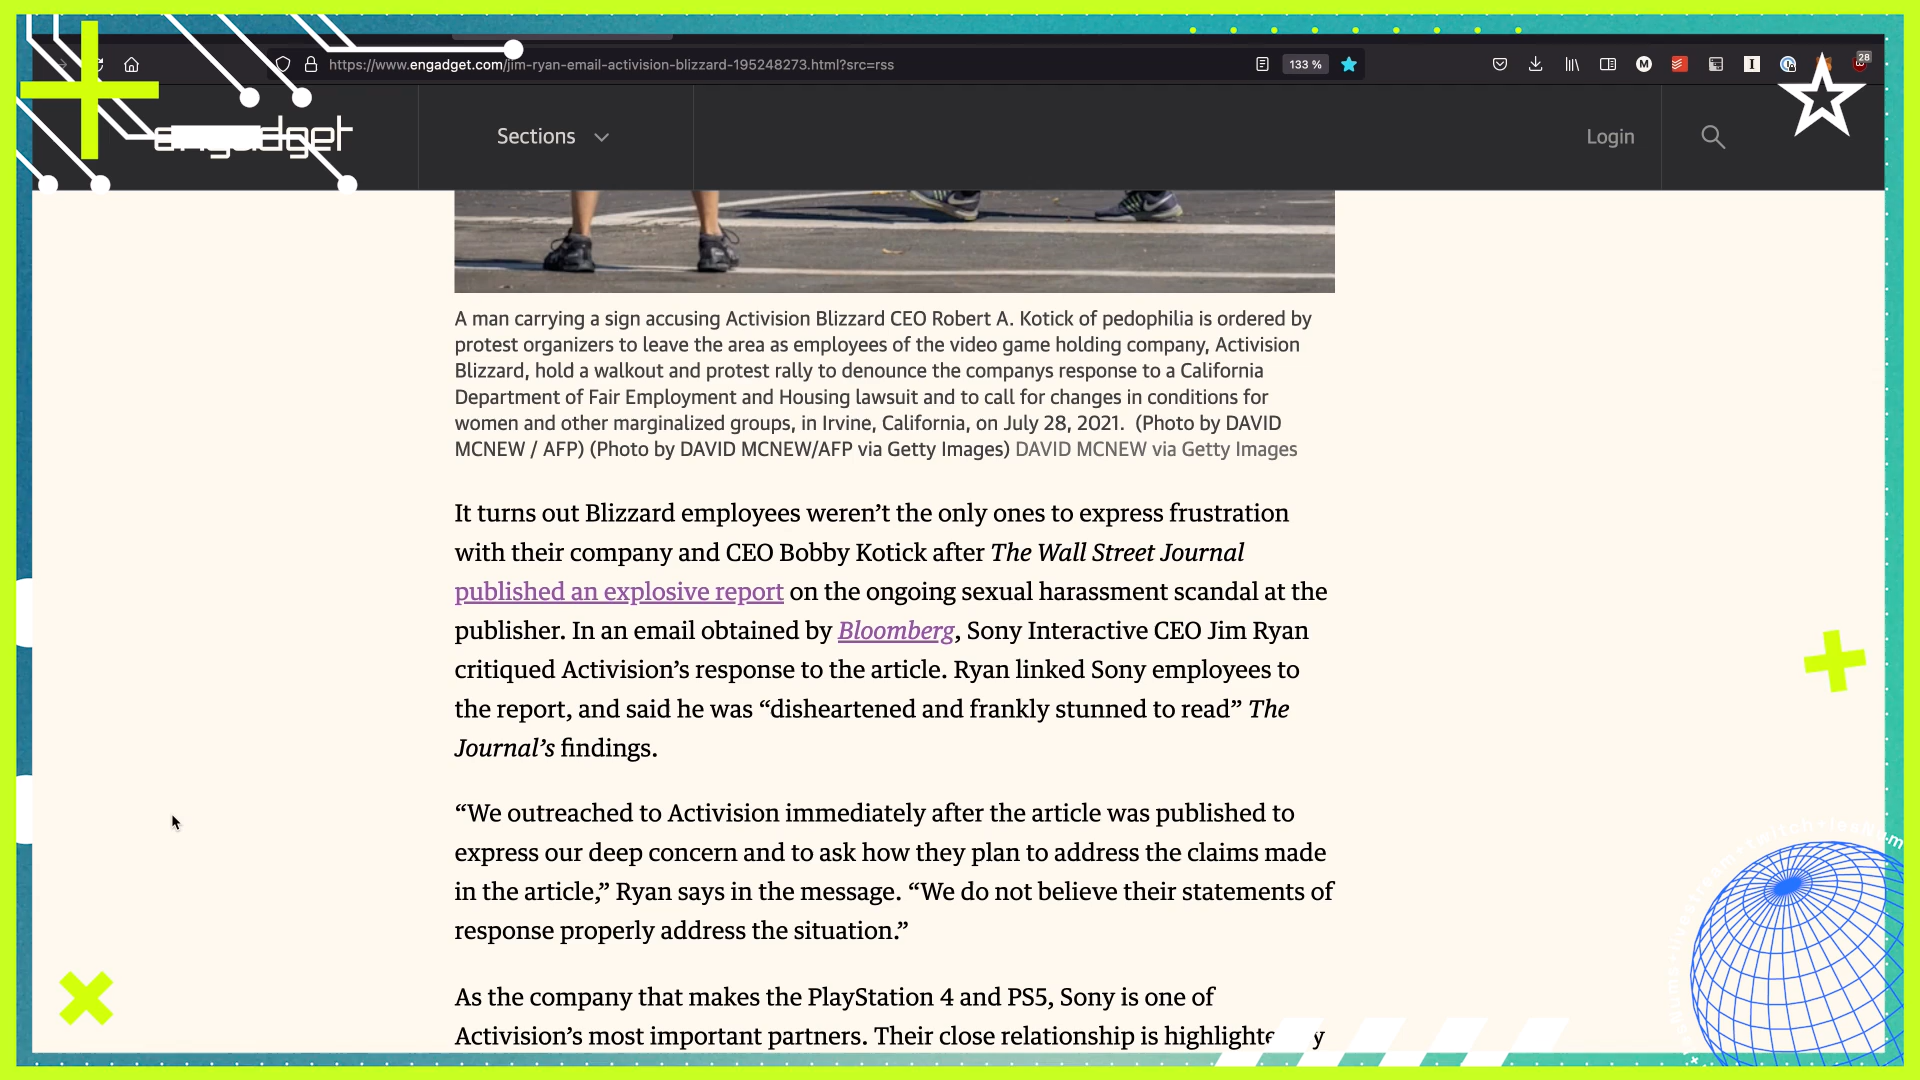 https://www.engadget.com/jim-ryan-email-activision-blizzard-195248273.html?src=rss
133 %
28
engadget
Sections
Login
A man carrying a sign accusing Activision Blizzard CEO Robert A. Kotick of pedophilia is ordered by
protest organizers to leave the area as employees of the video game holding company, Activision
Blizzard, hold a walkout and protest rally to denounce the companys response to a California
Department of Fair Employment and Housing lawsuit and to call for changes in conditions for
women and other marginalized groups, in Irvine, California, on July 28, 2021.  (Photo by DAVID
MCNEW / AFP) (Photo by DAVID MCNEW/AFP via Getty Images) DAVID MCNEW via Getty Images
It turns out Blizzard employees weren’t the only ones to express frustration
with their company and CEO Bobby Kotick after The Wall Street Journal
published an explosive report on the ongoing sexual harassment scandal at the
publisher. In an email obtained by Bloomberg, Sony Interactive CEO Jim Ryan
critiqued Activision’s response to the article. Ryan linked Sony employees to
the report, and said he was “disheartened and frankly stunned to read” The
Journal’s findings.
“We outreached to Activision immediately after the article was published to
express our deep concern and to ask how they plan to address the claims made
in the article,” Ryan says in the message. “We do not believe their statements of
response properly address the situation.”
As the company that makes the PlayStation 4 and PS5, Sony is one of
Activision’s most important partners. Their close relationship is